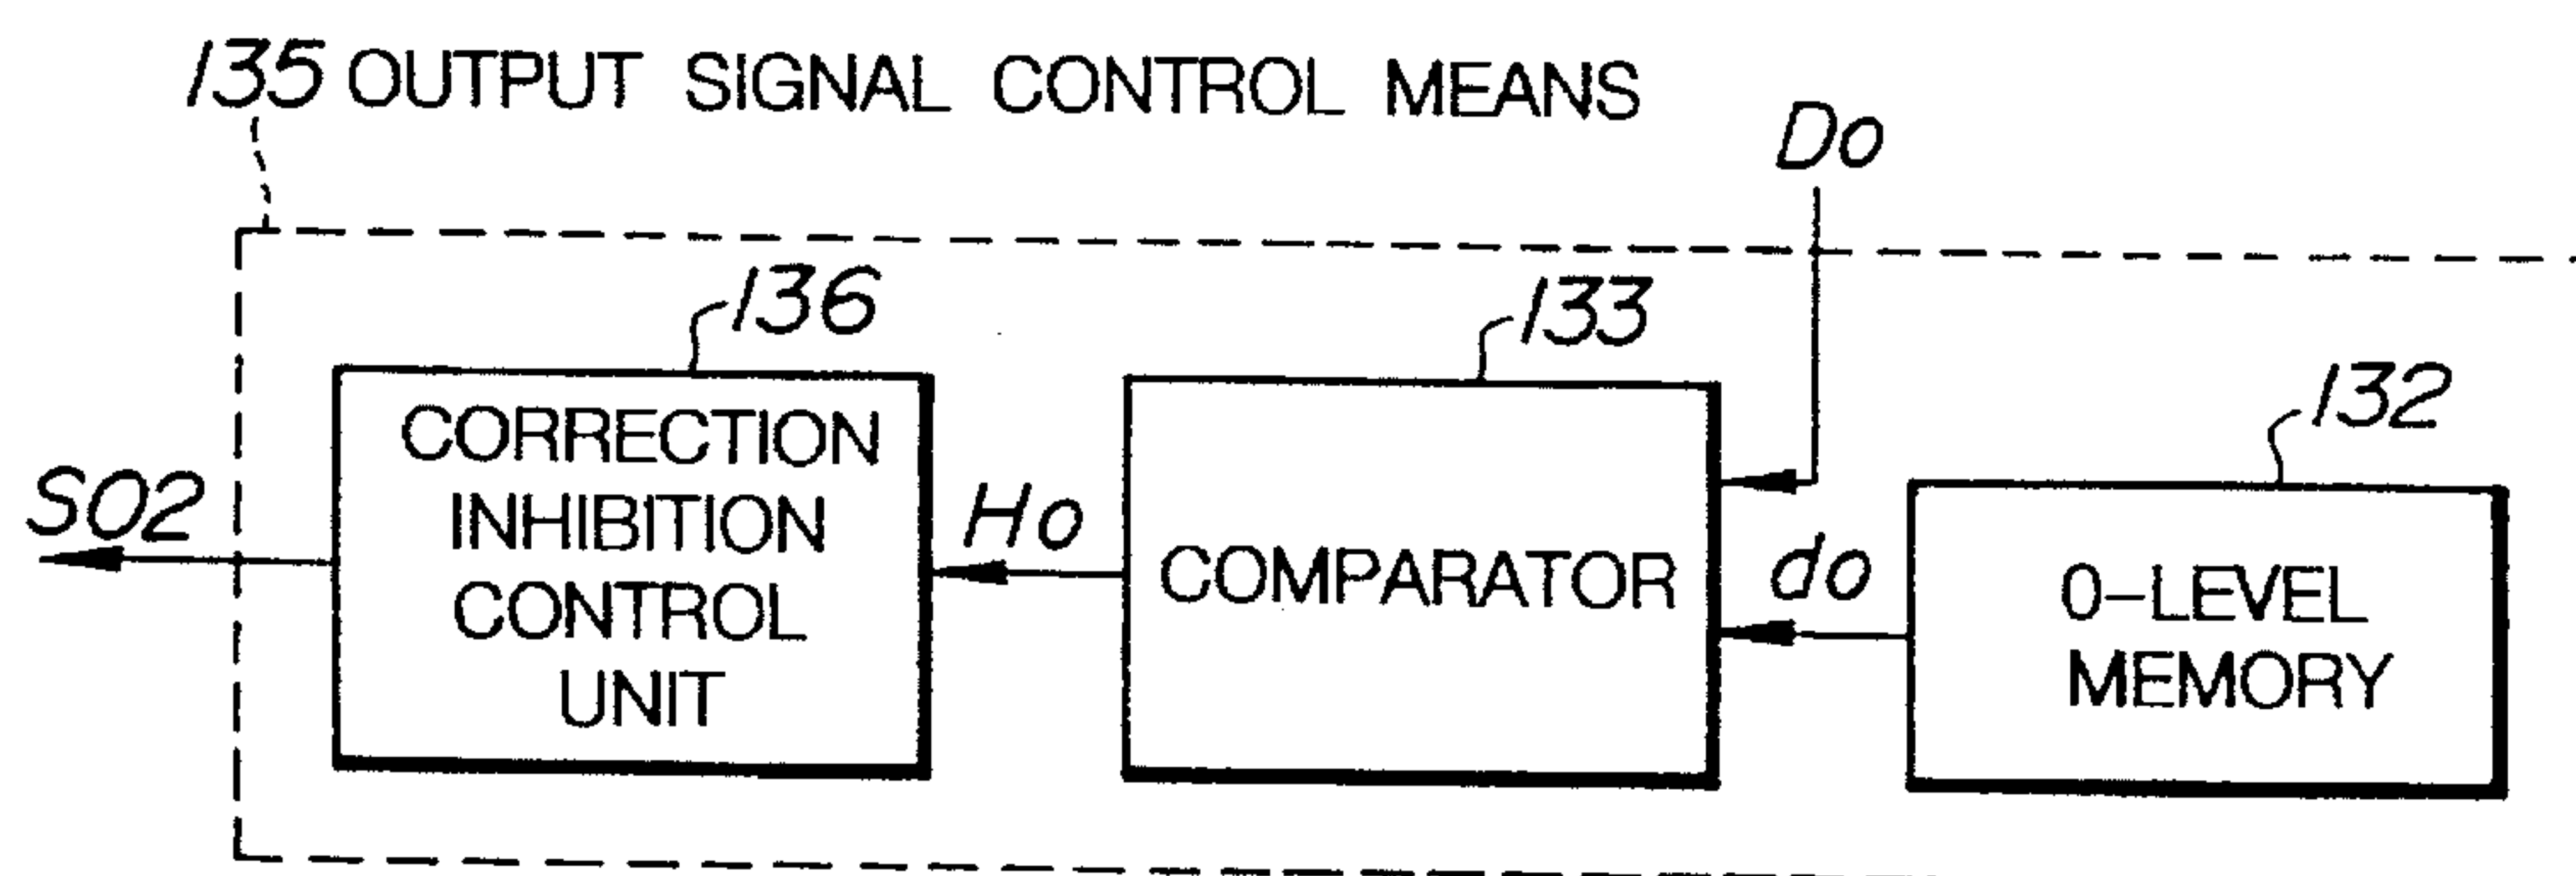 135 OUTPUT SIGNAL CONTROL MEANS
Do
136
133
132
CORRECTION
INHIBITION
CONTROL
UNIT
SO2
Ho
COMPARATOR
do
0-LEVEL
MEMORY